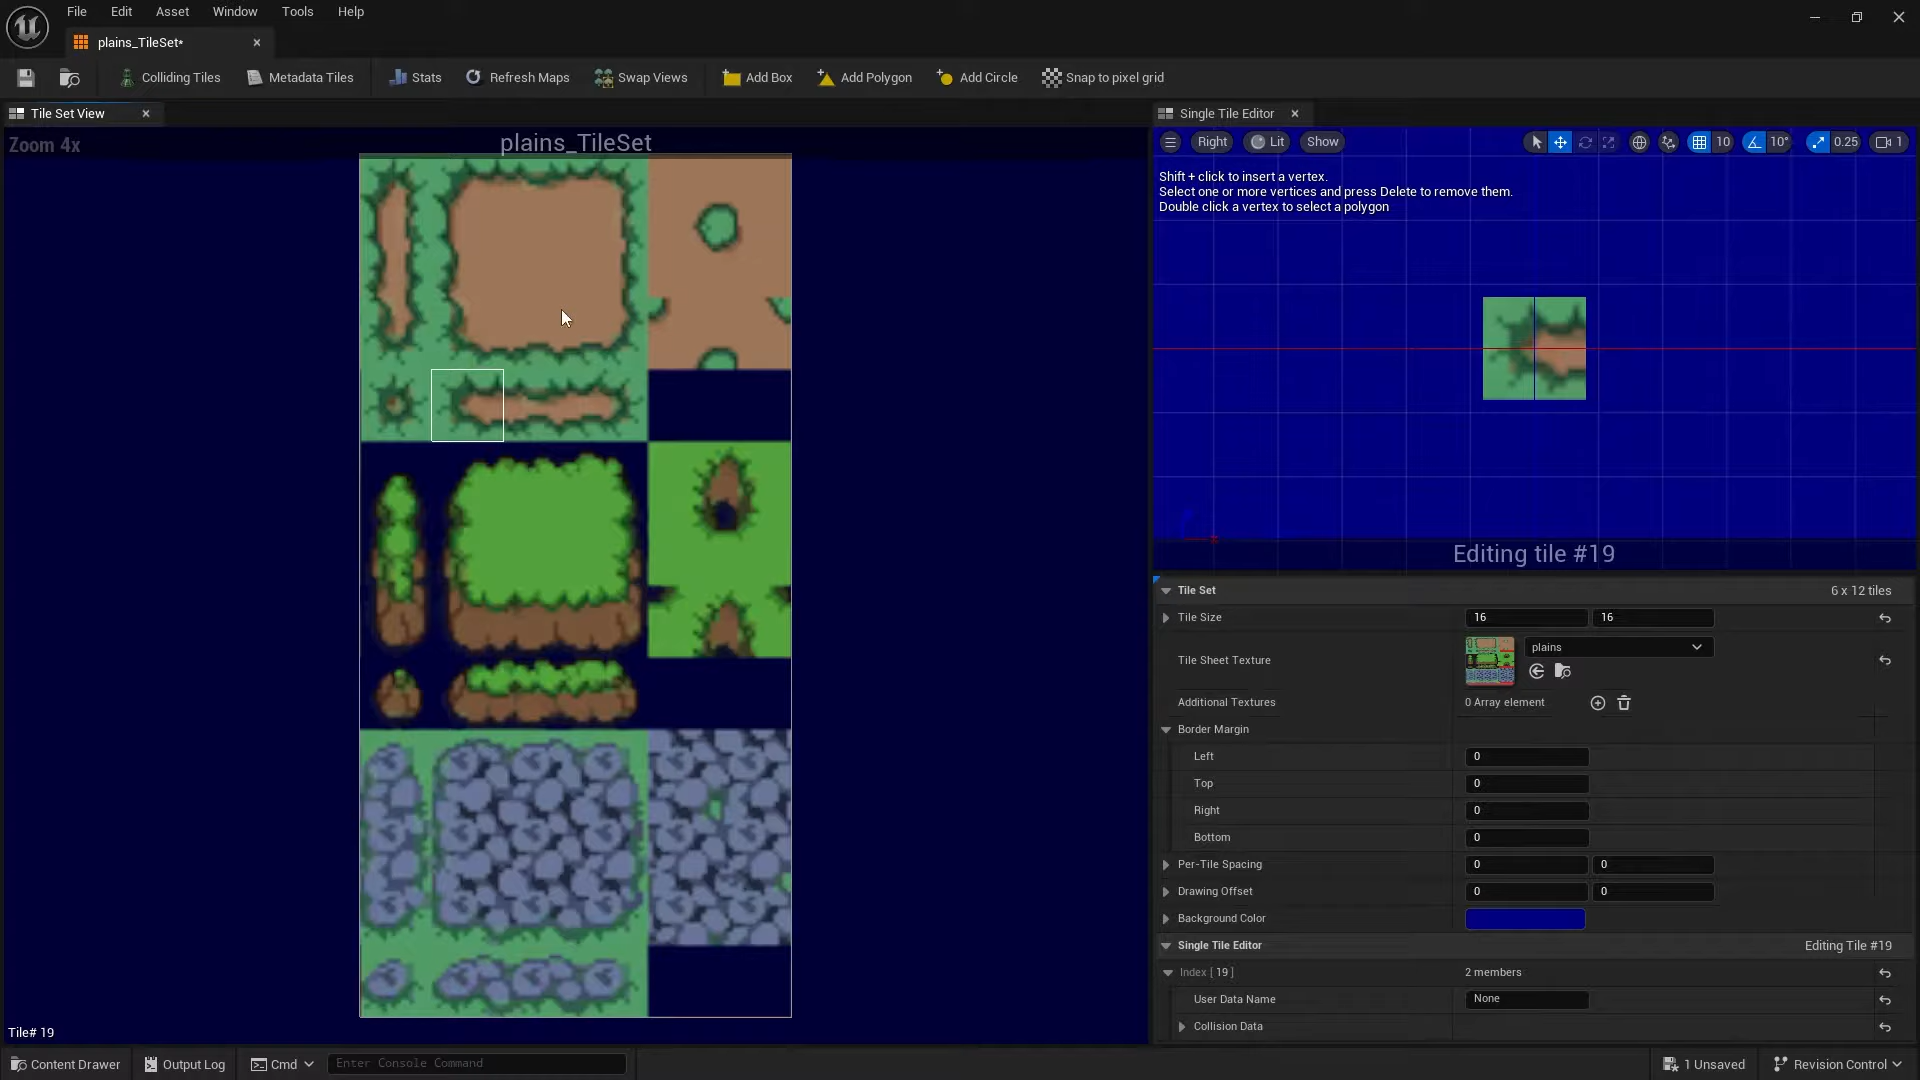 File Edit Asset Window Tools Help
plains_TileSet*
Colliding Tiles Metadata Tiles Stats Refresh Maps Swap Views Add Box Add Polygon Add Circle Snap to pixel grid
Tile Set View
Single Tile Editor
Zoom 4x
plains_TileSet
Right Lit Show 10 10° 0.25 1
Shift + click to insert a vertex.
Select one or more vertices and press Delete to remove them.
Double click a vertex to select a polygon
Editing tile #19
Tile Set 6 x 12 tiles
Tile Size 16 16
Tile Sheet Texture plains
Additional Textures 0 Array element
Border Margin
Left 0
Top 0
Right 0
Bottom 0
Per-Tile Spacing 0 0
Drawing Offset 0 0
Background Color
Single Tile Editor Editing Tile #19
Index [ 19 ] 2 members
User Data Name None
Collision Data
Tile# 19
Content Drawer Output Log Cmd Enter Console Command 1 Unsaved Revision Control